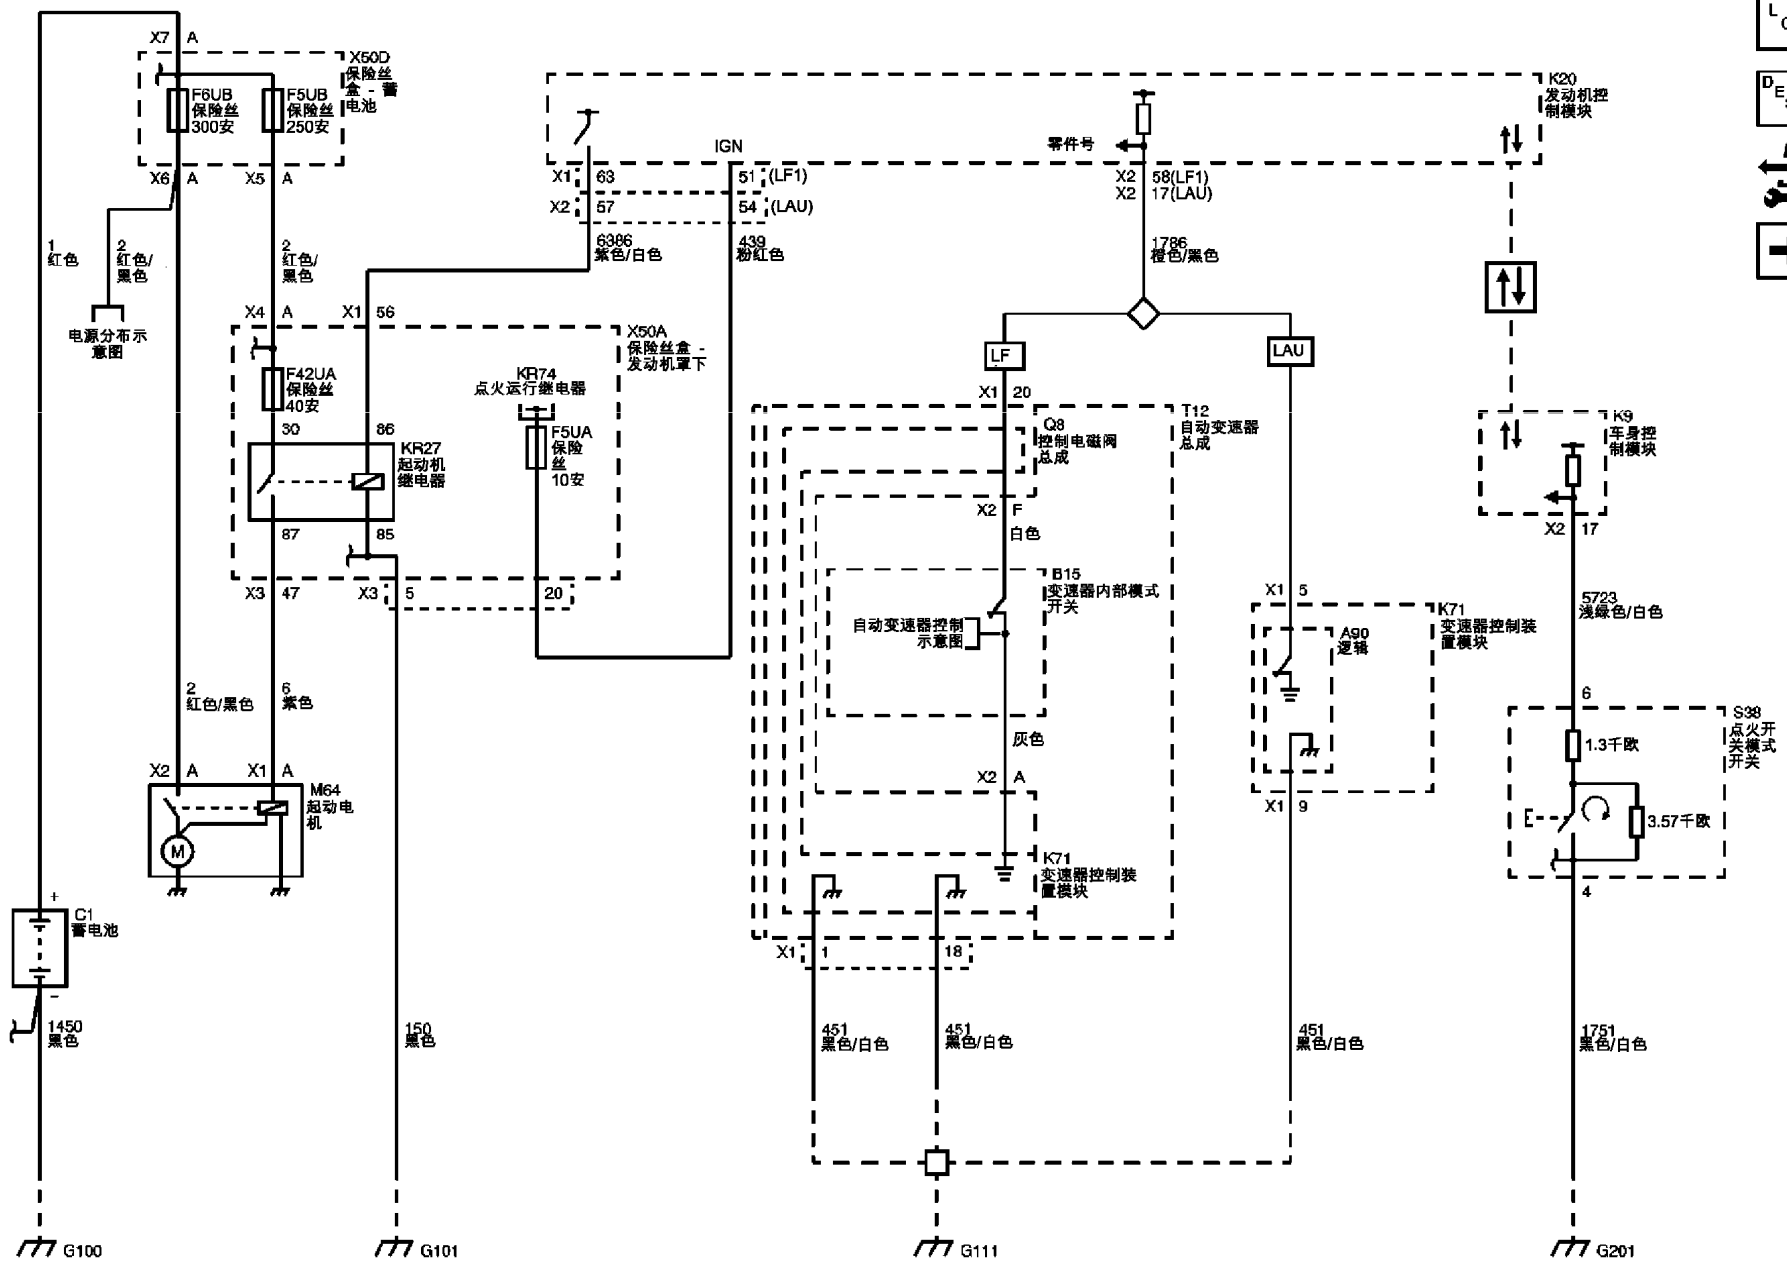 X7 A
X50D
保险丝
盒 - 蓄
电池
F6UB
保险丝
300安
F5UB
保险丝
250安
X6 A
X5 A
1
红色
2
红色/
黑色
2
红色/
黑色
电源分布示
意图
K20
发动机控
制模块
IGN
零件号
X1 63
51 (LF1)
X2 57
54 (LAU)
X2 58(LF1)
X2 17(LAU)
6386
紫色/白色
439
粉红色
1786
橙色/黑色
X4 A
X1 56
X50A
保险丝盒 -
发动机罩下
F42UA
保险丝
40安
KR74
点火运行继电器
F5UA
保险
丝
10安
30
86
KR27
起动机
继电器
87
85
X3 47
X3 5
20
2
红色/黑色
6
紫色
X2 A
X1 A
M64
起动电
机
M
+
C1
蓄电池
-
1450
黑色
150
黑色
G100
G101
LF
LAU
X1 20
T12
自动变速器
总成
Q8
控制电磁阀
总成
X2 F
白色
B15
变速器内部模式
开关
自动变速器控制
示意图
灰色
X2 A
K71
变速器控制装
置模块
X1 1
18
451
黑色/白色
451
黑色/白色
G111
X1 5
K71
变速器控制装
置模块
A90
逻辑
X1 9
451
黑色/白色
K9
车身控
制模块
X2 17
5723
浅绿色/白色
6
S38
点火开
关模式
开关
1.3千欧
3.57千欧
4
1751
黑色/白色
G201
L
D
E